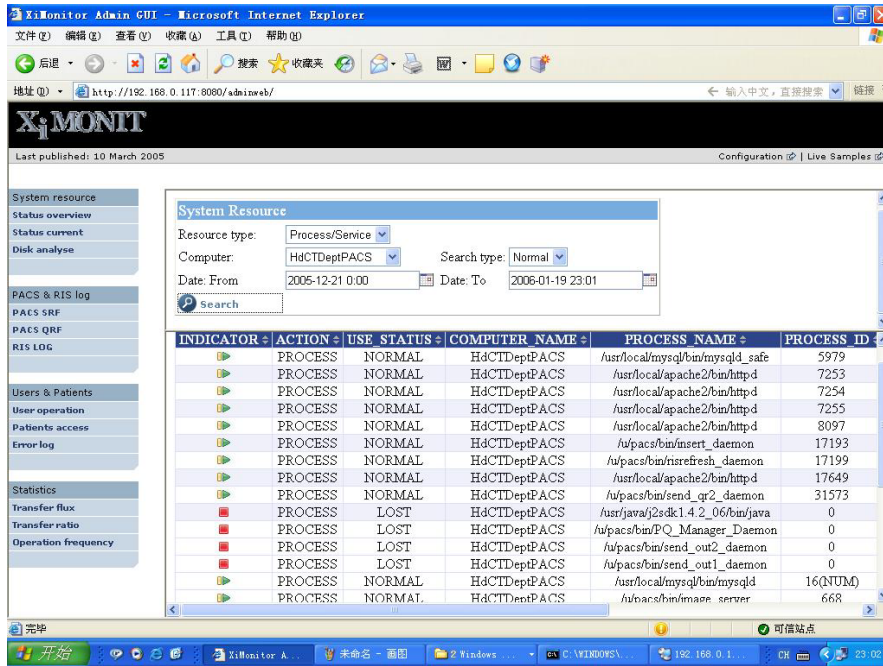 XiMonitor Admin GUI - Microsoft Internet Explorer
文件(F) 编辑(E) 查看(V) 收藏(A) 工具(T) 帮助(H)
后退 搜索 收藏夹
地址(D) http://192.168.0.117:8080/adminweb/ 输入中文，直接搜索 链接
XiMONIT
Last published: 10 March 2005 Configuration | Live Samples
System resource
Status overview
Status current
Disk analyse
PACS & RIS log
PACS SRF
PACS QRF
RIS LOG
Users & Patients
User operation
Patients access
Error log
Statistics
Transfer flux
Transfer ratio
Operation frequency
System Resource
Resource type: Process/Service
Computer: HdCTDeptPACS Search type: Normal
Date: From 2005-12-21 0:00 Date: To 2006-01-19 23:01
Search
INDICATOR ACTION USE_STATUS COMPUTER_NAME PROCESS_NAME PROCESS_ID
PROCESS NORMAL HdCTDeptPACS /usr/local/mysql/bin/mysqld_safe 5979
PROCESS NORMAL HdCTDeptPACS /usr/local/apache2/bin/httpd 7253
PROCESS NORMAL HdCTDeptPACS /usr/local/apache2/bin/httpd 7254
PROCESS NORMAL HdCTDeptPACS /usr/local/apache2/bin/httpd 7255
PROCESS NORMAL HdCTDeptPACS /usr/local/apache2/bin/httpd 8097
PROCESS NORMAL HdCTDeptPACS /u/pacs/bin/insert_daemon 17193
PROCESS NORMAL HdCTDeptPACS /u/pacs/bin/risrefresh_daemon 17199
PROCESS NORMAL HdCTDeptPACS /usr/local/apache2/bin/httpd 17649
PROCESS NORMAL HdCTDeptPACS /u/pacs/bin/send_qr2_daemon 31573
PROCESS LOST HdCTDeptPACS /usr/java/j2sdk1.4.2_06/bin/java 0
PROCESS LOST HdCTDeptPACS /u/pacs/bin/PQ_Manager_Daemon 0
PROCESS LOST HdCTDeptPACS /u/pacs/bin/send_out2_daemon 0
PROCESS LOST HdCTDeptPACS /u/pacs/bin/send_out1_daemon 0
PROCESS NORMAL HdCTDeptPACS /usr/local/mysql/bin/mysqld 16(NUM)
PROCESS NORMAL HdCTDeptPACS /u/pacs/bin/image_server 668
完毕 可信站点
开始 XiMonitor A... 未命名 - 画图 2 Windows ... C:\WINDOWS\... 192.168.0.1... CH 23:02